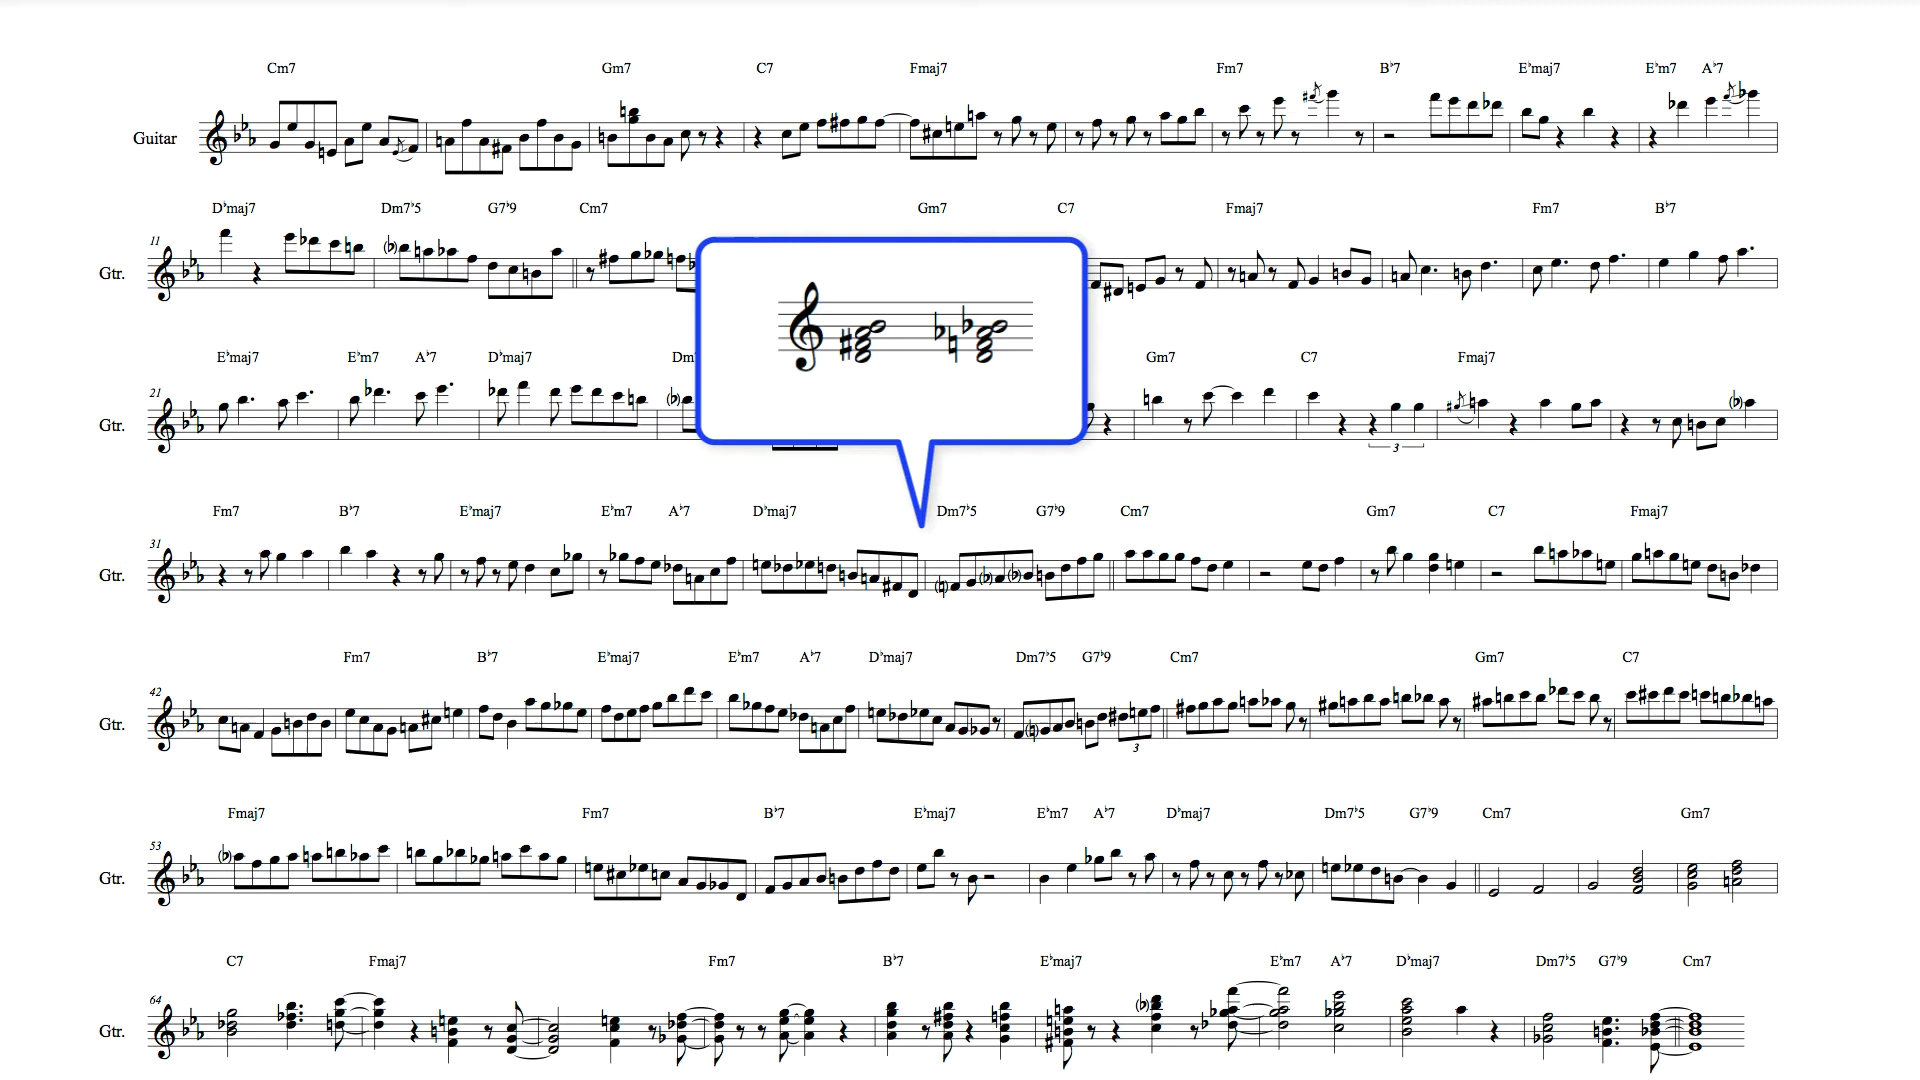 Cm7 Gm7 C7 Fmaj7 Fm7 B♭7 E♭maj7 E♭m7 A♭7
Guitar
D♭maj7 Dm7♭5 G7♭9 Cm7 Gm7 C7 Fmaj7 Fm7 B♭7
11
Gtr.
E♭maj7 E♭m7 A♭7 D♭maj7 Dm Gm7 C7 Fmaj7
21
Gtr.
3
Fm7 B♭7 E♭maj7 E♭m7 A♭7 D♭maj7 Dm7♭5 G7♭9 Cm7 Gm7 C7 Fmaj7
31
Gtr.
Fm7 B♭7 E♭maj7 E♭m7 A♭7 D♭maj7 Dm7♭5 G7♭9 Cm7 Gm7 C7
42
Gtr.
3
Fmaj7 Fm7 B♭7 E♭maj7 E♭m7 A♭7 D♭maj7 Dm7♭5 G7♭9 Cm7 Gm7
53
Gtr.
C7 Fmaj7 Fm7 B♭7 E♭maj7 E♭m7 A♭7 D♭maj7 Dm7♭5 G7♭9 Cm7
64
Gtr.